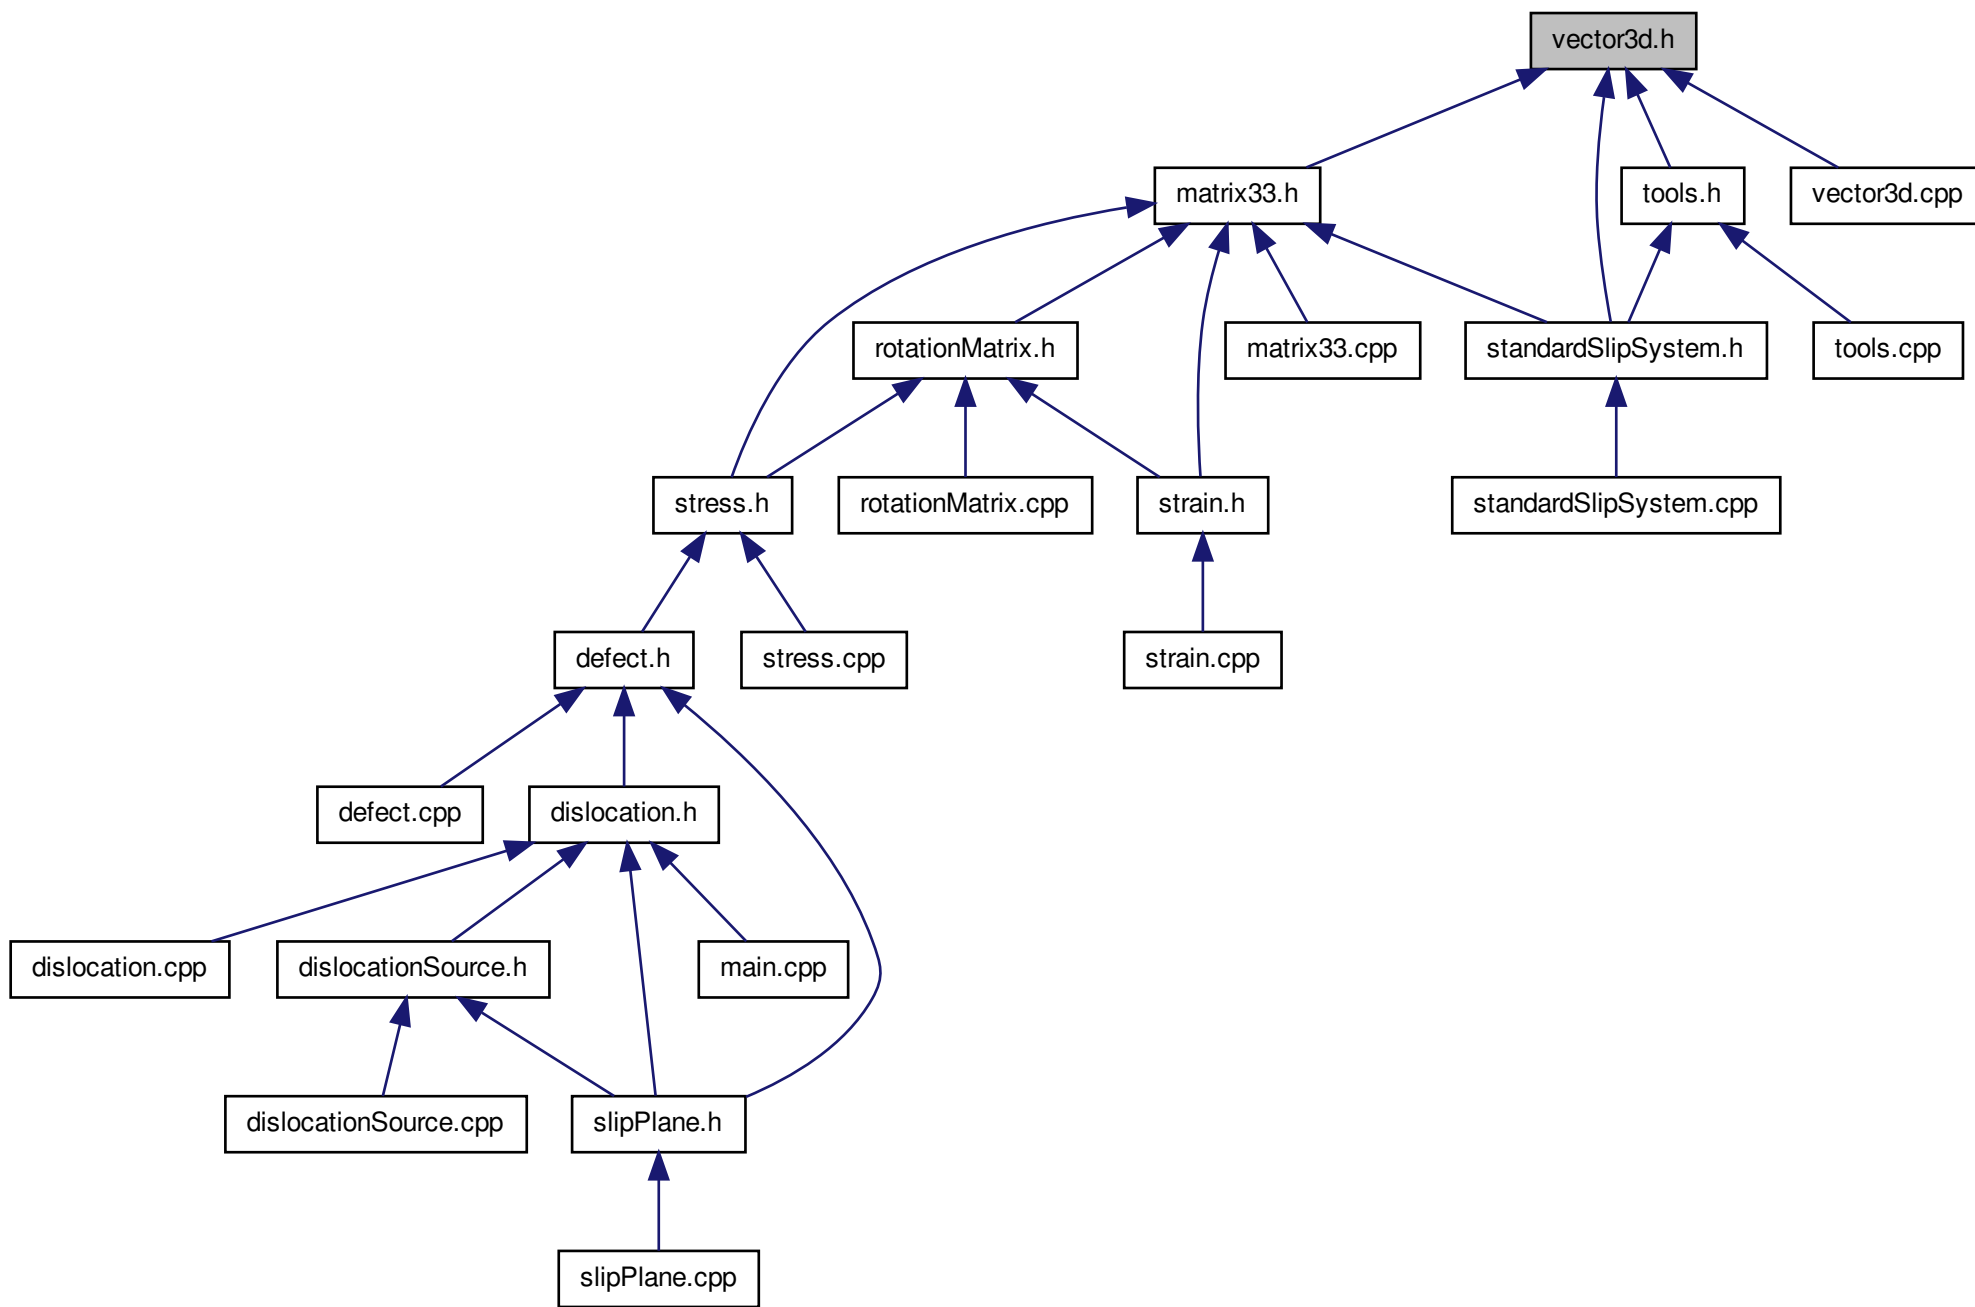 vector3d.h
matrix33.h
tools.h
vector3d.cpp
rotationMatrix.h
matrix33.cpp
standardSlipSystem.h
tools.cpp
stress.h
rotationMatrix.cpp
strain.h
standardSlipSystem.cpp
defect.h
stress.cpp
strain.cpp
defect.cpp
dislocation.h
dislocation.cpp
dislocationSource.h
main.cpp
dislocationSource.cpp
slipPlane.h
slipPlane.cpp